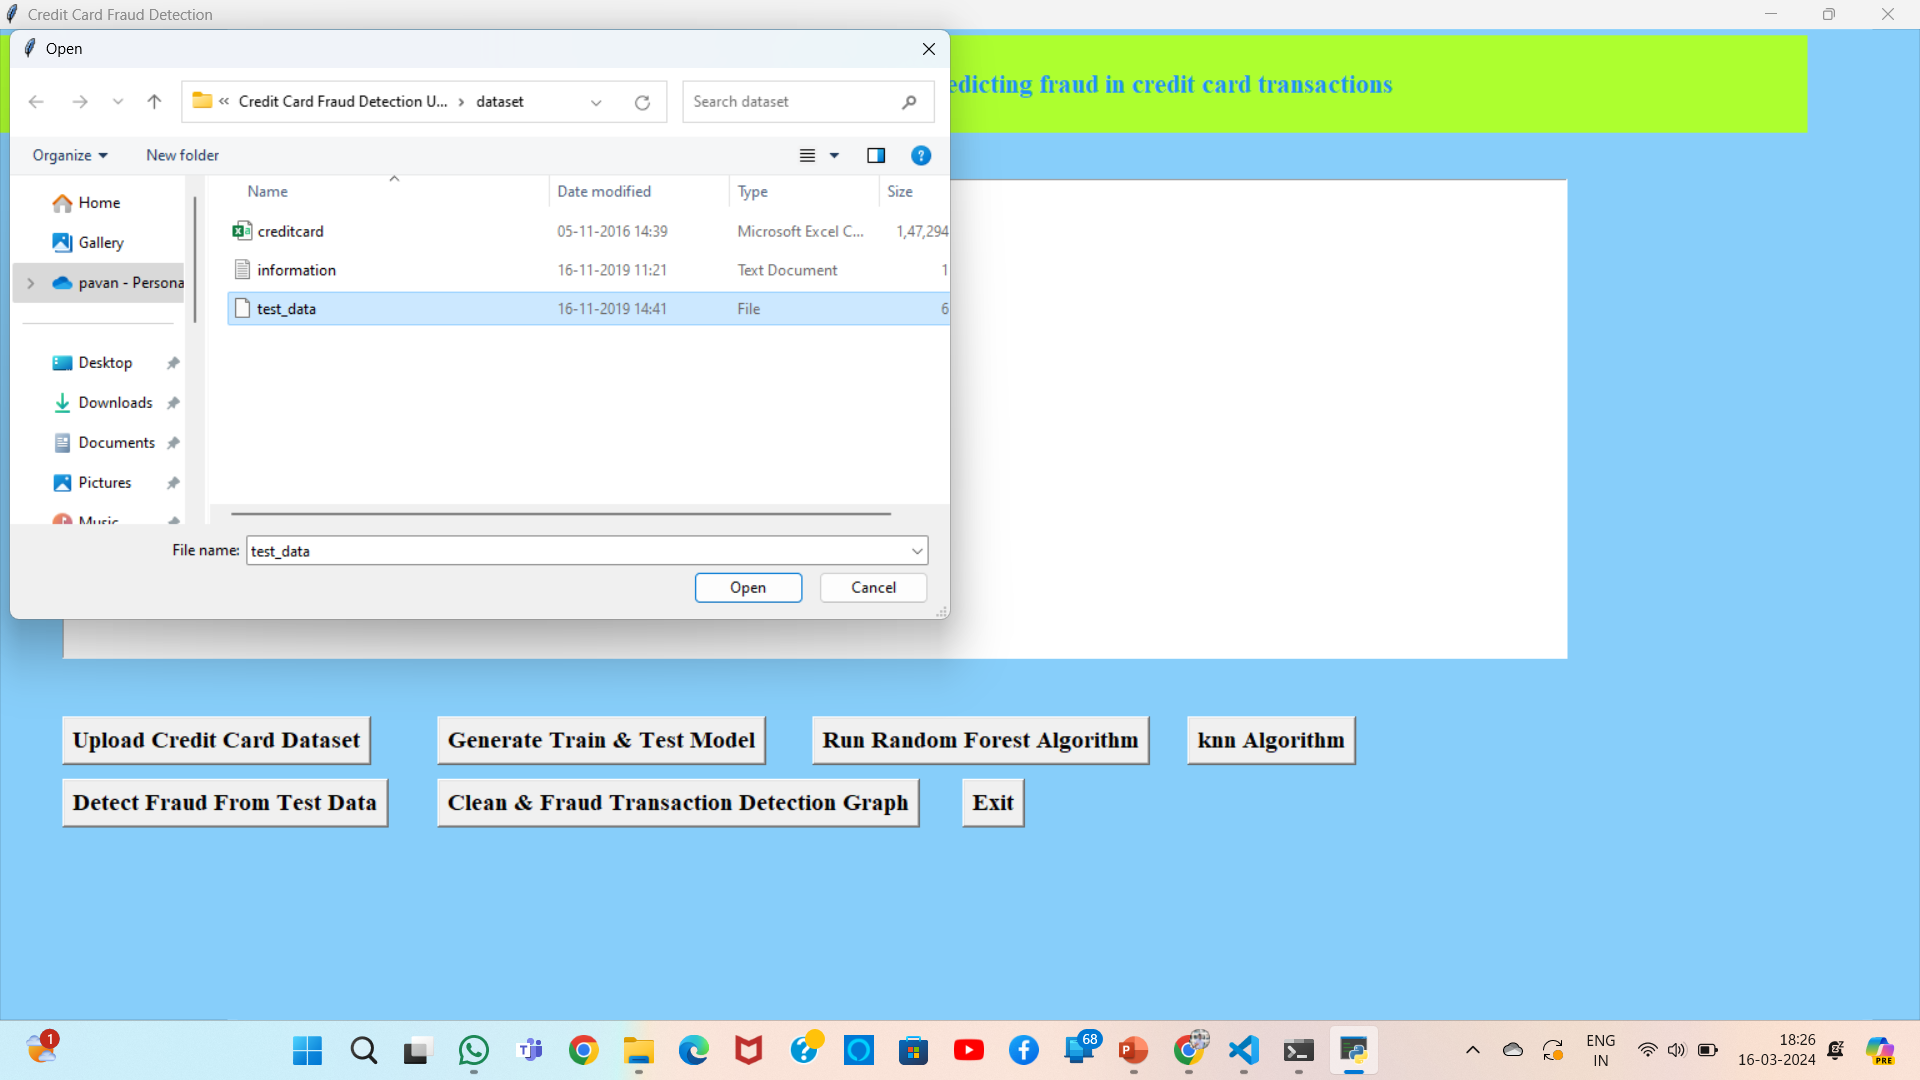 Credit Card Fraud Detection
Open
edicting fraud in credit card transactions
« Credit Card Fraud Detection U... › dataset
Search dataset
Organize
New folder
Name
Date modified
Type
Size
Home
creditcard 05-11-2016 14:39 Microsoft Excel C... 1,47,294
Gallery
information 16-11-2019 11:21 Text Document 1
pavan - Persona
test_data 16-11-2019 14:41 File 6
Desktop
Downloads
Documents
Pictures
Music
File name: test_data
Open
Cancel
Upload Credit Card Dataset
Generate Train & Test Model
Run Random Forest Algorithm
knn Algorithm
Detect Fraud From Test Data
Clean & Fraud Transaction Detection Graph
Exit
1
68
ENG
IN
18:26
16-03-2024
PRE